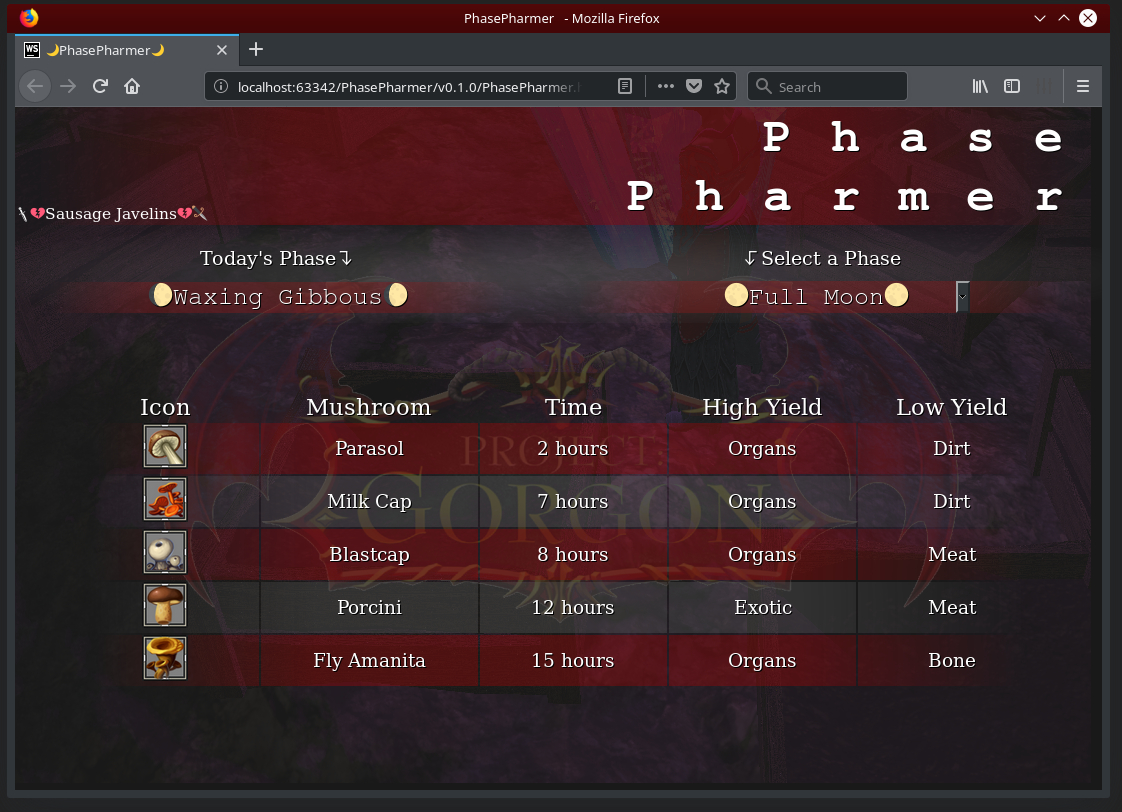 PhasePharmer - Mozilla Firefox
WS 🌙PhasePharmer🌙
localhost:63342/PhasePharmer/v0.1.0/PhasePharmer.
Search
Phase
Pharmer
💔Sausage Javelins💔
Today's Phase↴
🌔Waxing Gibbous🌔
Select a Phase
🌕Full Moon🌕
PROJECT:
GORGON
Icon Mushroom Time High Yield Low Yield
Parasol 2 hours Organs Dirt
Milk Cap 7 hours Organs Dirt
Blastcap 8 hours Organs Meat
Porcini 12 hours Exotic Meat
Fly Amanita 15 hours Organs Bone